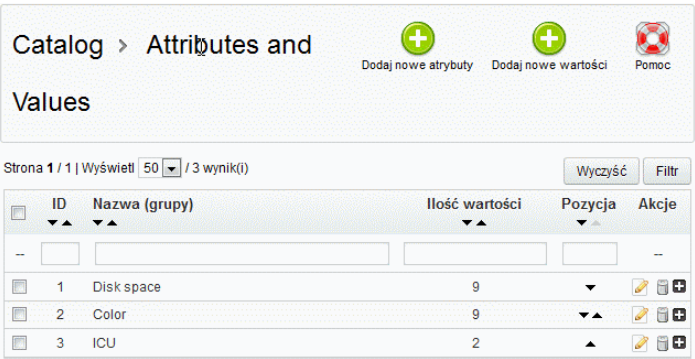 Catalog > Attributes and
Values
Dodaj nowe atrybuty
Dodaj nowe wartości
Pomoc
Strona 1 / 1 | Wyświetl 50 / 3 wynik(i)
Wyczyść
Filtr
ID Nazwa (grupy) Ilość wartości Pozycja Akcje
-- --
1 Disk space 9
2 Color 9
3 ICU 2